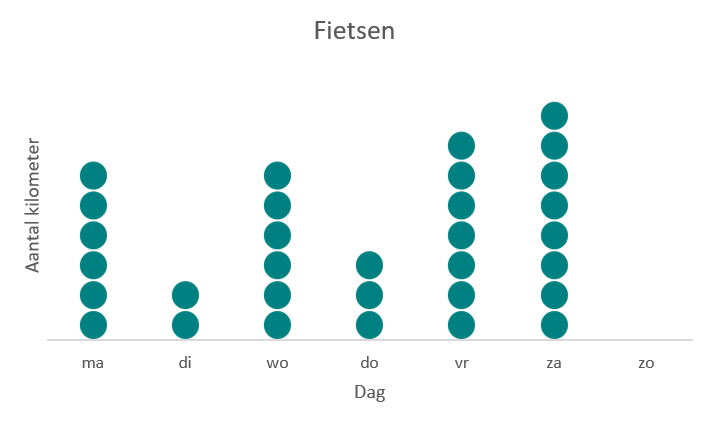 Fietsen
Aantal kilometer
ma di wo do vr za zo
Dag